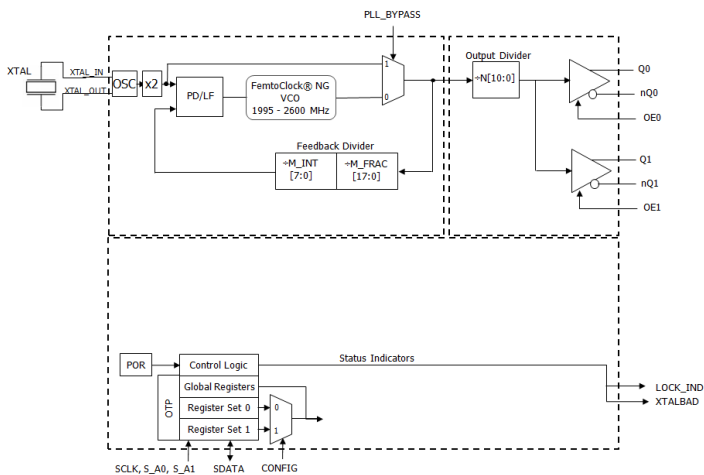 PLL_BYPASS
Output Divider
XTAL
XTAL_IN
XTAL_OUT
OSC
x2
PD/LF
FemtoClock® NG
VCO
1995 - 2600 MHz
1
0
÷N[10:0]
Q0
nQ0
OE0
Feedback Divider
÷M_INT
[7:0]
÷M_FRAC
[17:0]
Q1
nQ1
OE1
POR
Control Logic
Status Indicators
OTP
Global Registers
Register Set 0
Register Set 1
0
1
LOCK_IND
XTALBAD
SCLK, S_A0, S_A1
SDATA
CONFIG